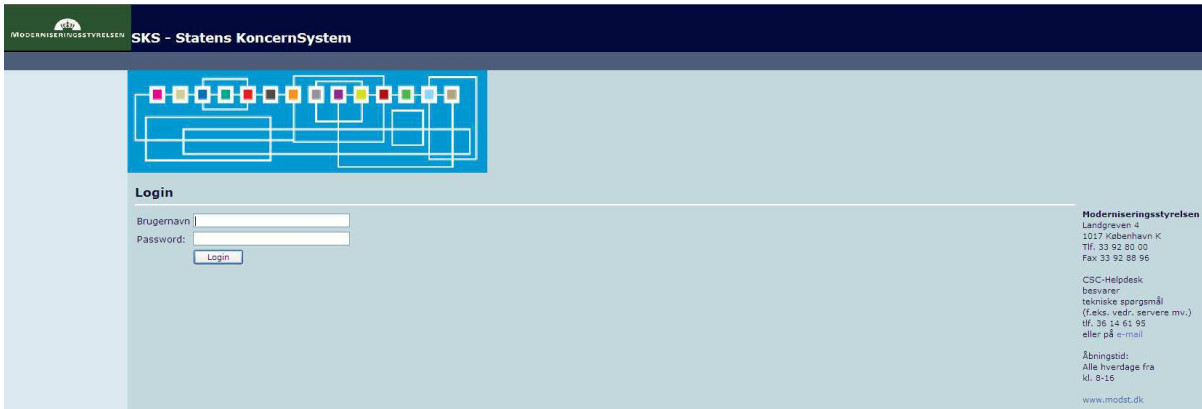 MODERNISERINGSSTYRELSEN
SKS - Statens KoncernSystem
Login
Brugernavn
Password:
Login
Moderniseringsstyrelsen
Landgreven 4
1017 København K
Tlf. 33 92 80 00
Fax 33 92 88 96
CSC-Helpdesk
besvarer
tekniske spørgsmål
(f.eks. vedr. servere mv.)
tlf. 36 14 61 95
eller på e-mail
Åbningstid:
Alle hverdage fra
kl. 8-16
www.modst.dk